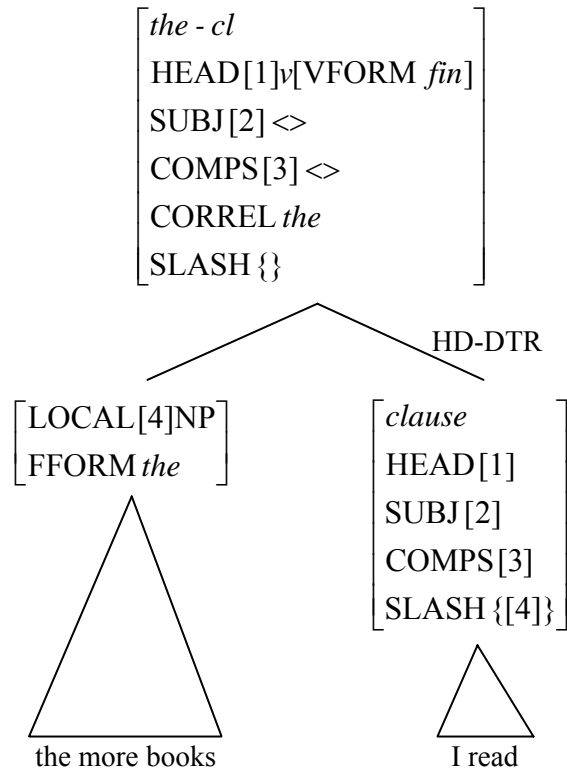 the - cl
HEAD[1]v[VFORM fin]
SUBJ[2] <>
COMPS[3] <>
CORREL the
SLASH {}
HD-DTR
LOCAL[4]NP
FFORM the
clause
HEAD[1]
SUBJ[2]
COMPS[3]
SLASH {[4]}
the more books
I read